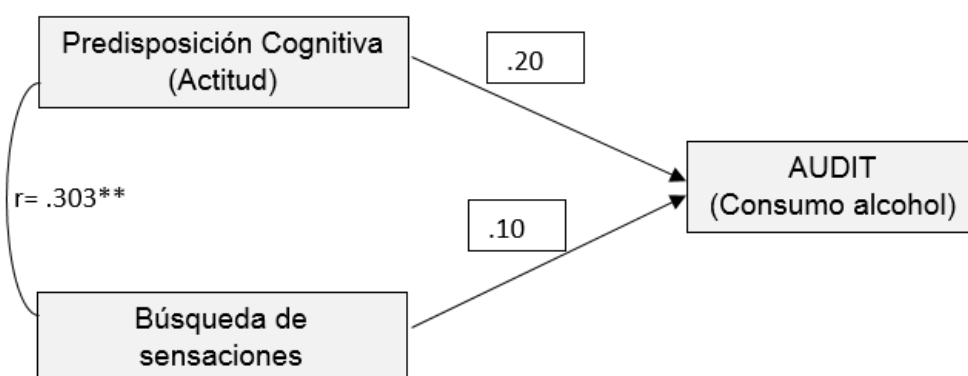 Predisposición Cognitiva
(Actitud)
.20
AUDIT
(Consumo alcohol)
r= .303**
.10
Búsqueda de
sensaciones